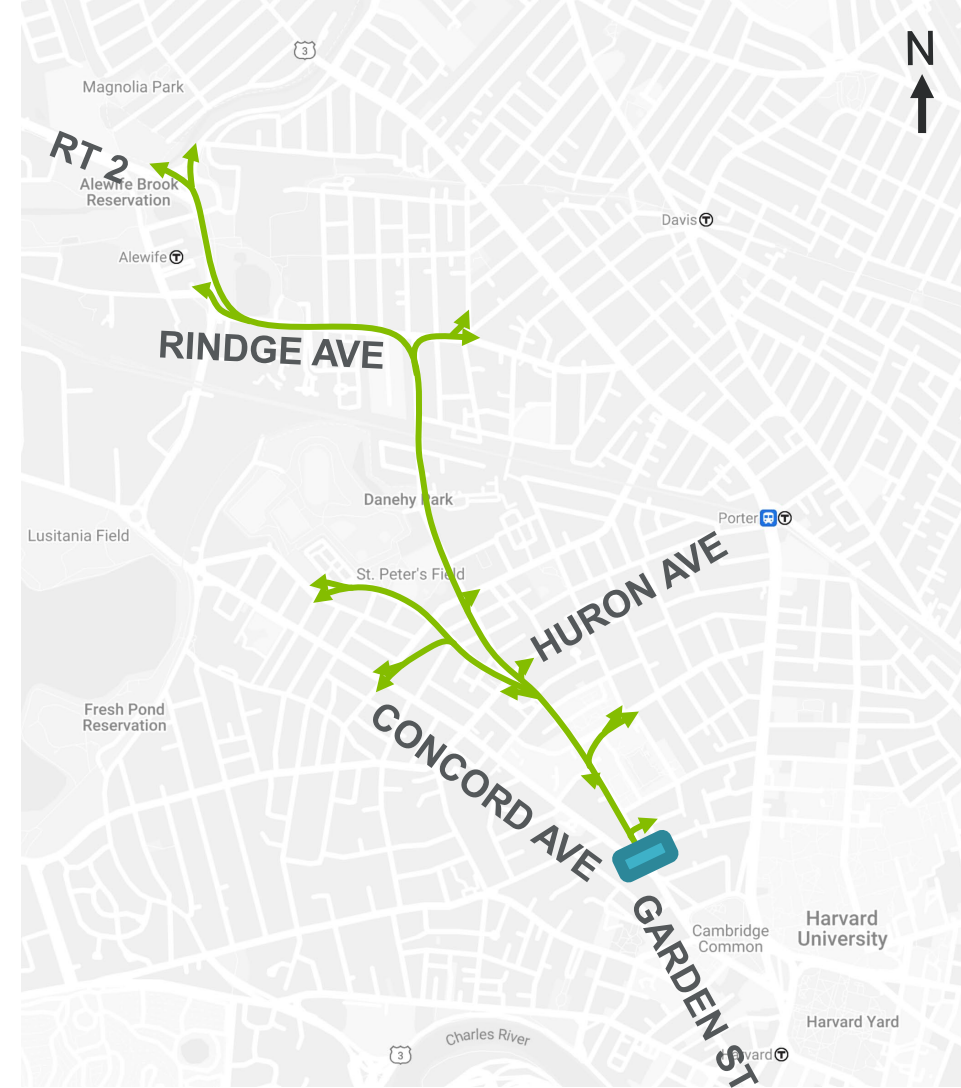 N
3
Magnolia Park
RT 2
Alewife Brook
Reservation
Davis T
Alewife T
RINDGE AVE
Danehy Park
Porter T
Lusitania Field
St. Peter's Field
HURON AVE
Fresh Pond
Reservation
CONCORD AVE
GARDEN ST
Cambridge
Common
Harvard
University
Harvard Yard
Charles River
3
Harvard T